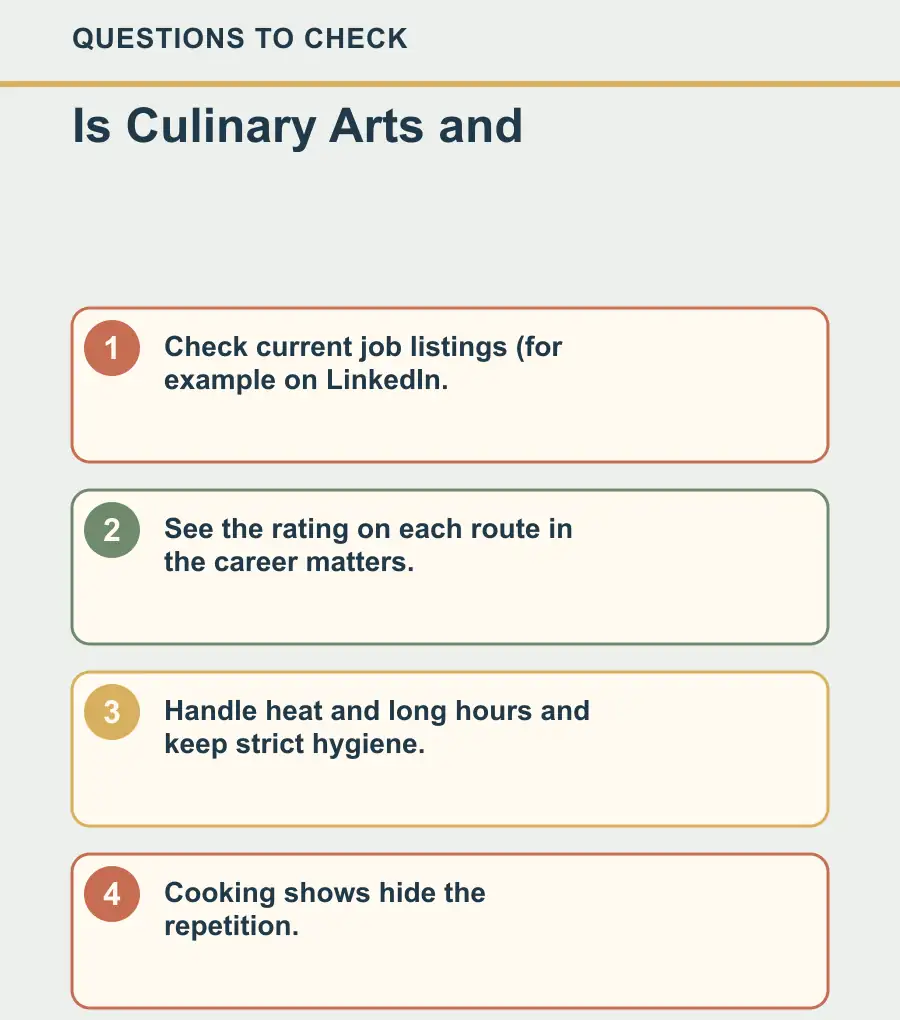 QUESTIONS TO CHECK
Is Culinary Arts and
1
Check current job listings (for
example on LinkedIn.
2
See the rating on each route in
the career matters.
3
Handle heat and long hours and
keep strict hygiene.
4
Cooking shows hide the
repetition.